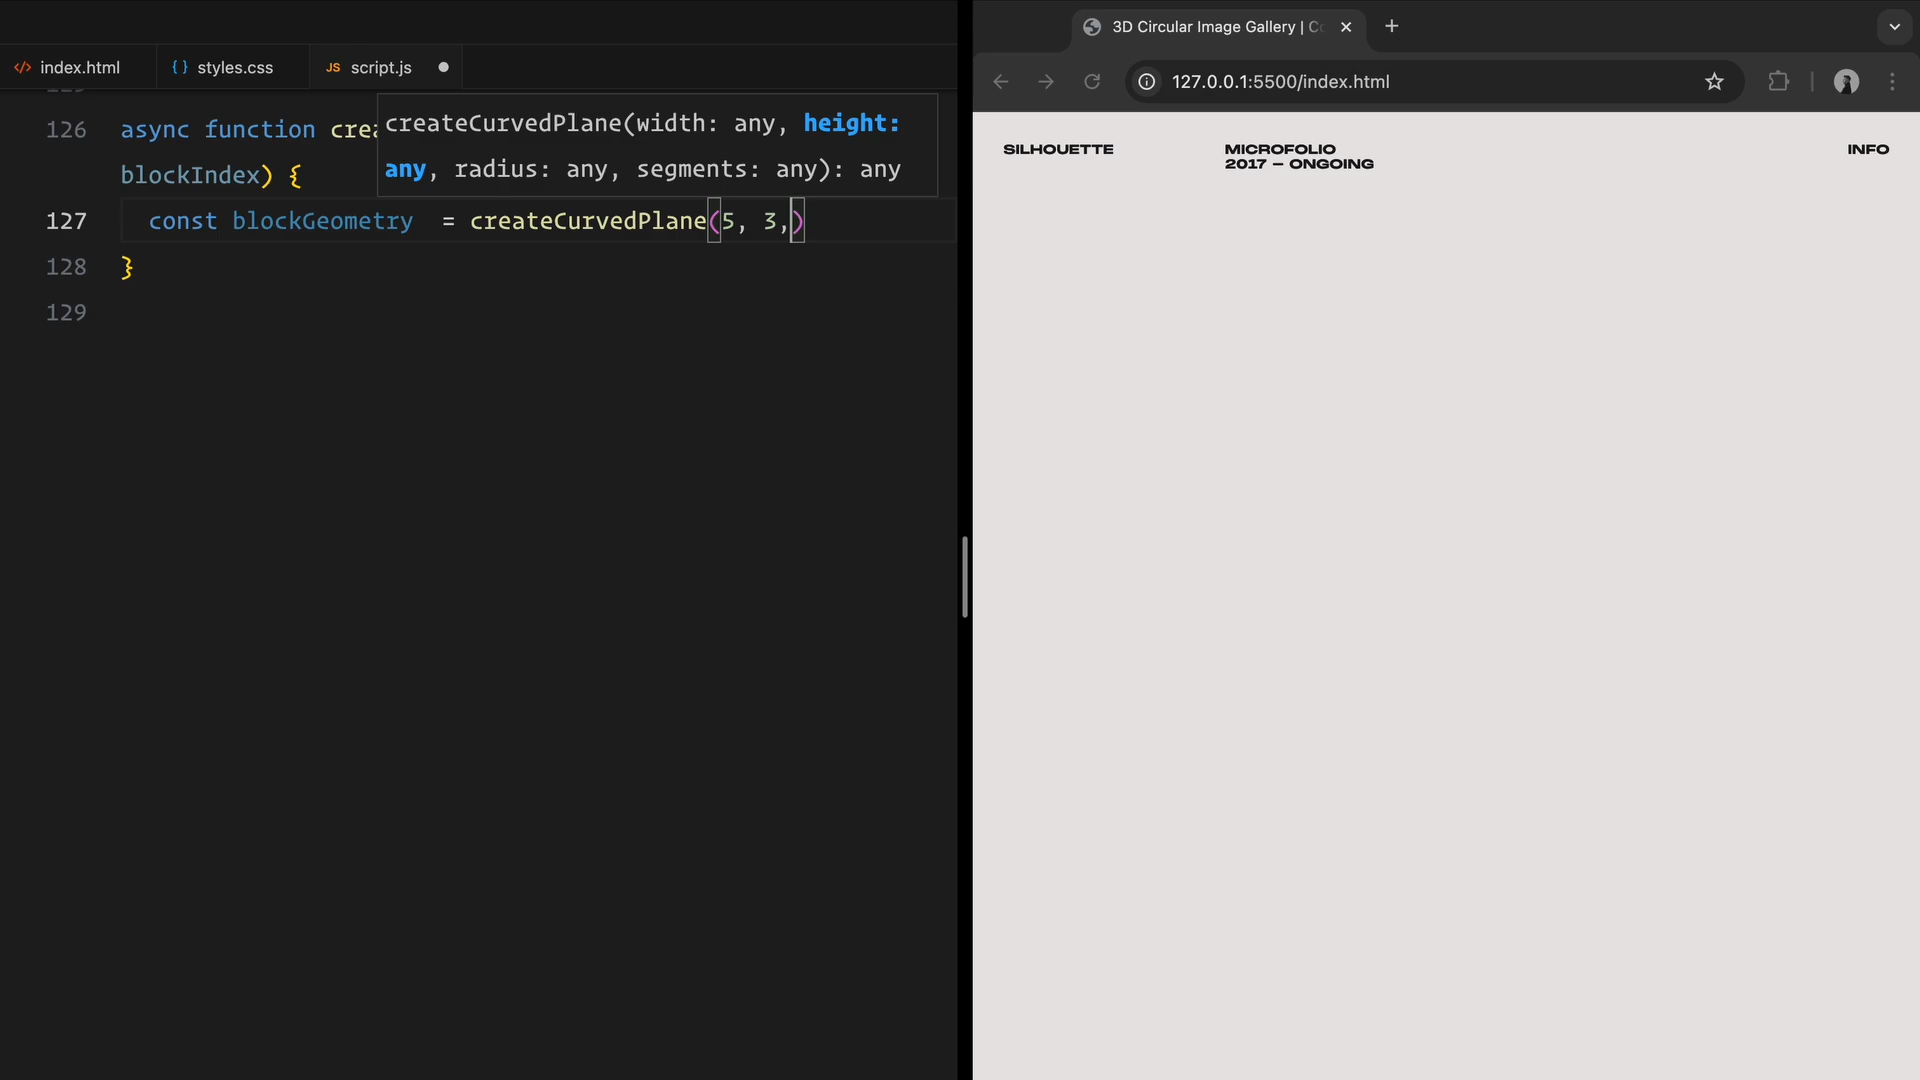 index.html
styles.css
script.js
126 async function crea
blockIndex) {
createCurvedPlane(width: any, height:
any, radius: any, segments: any): any
127 const blockGeometry = createCurvedPlane(5, 3,)
128 }
129
3D Circular Image Gallery |
127.0.0.1:5500/index.html
SILHOUETTE
MICROFOLIO
2017 — ONGOING
INFO